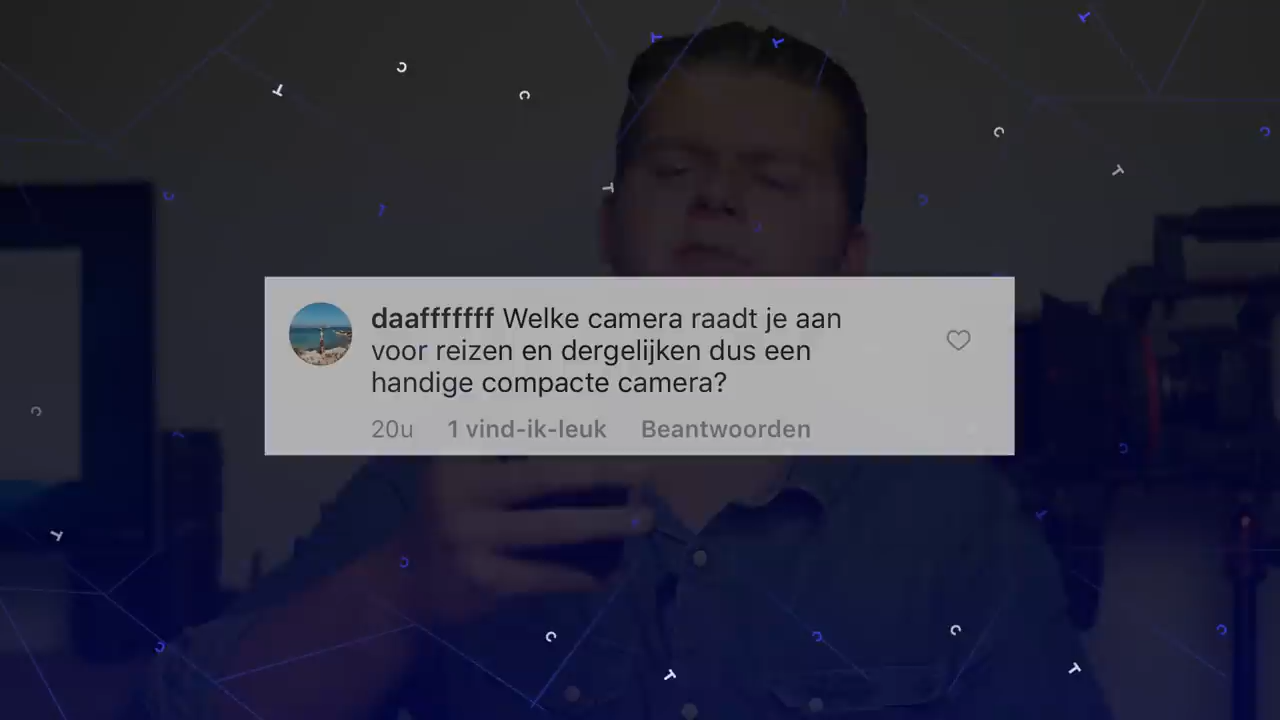 daafffffff Welke camera raadt je aan
voor reizen en dergelijken dus een
handige compacte camera?
20u 1 vind-ik-leuk Beantwoorden